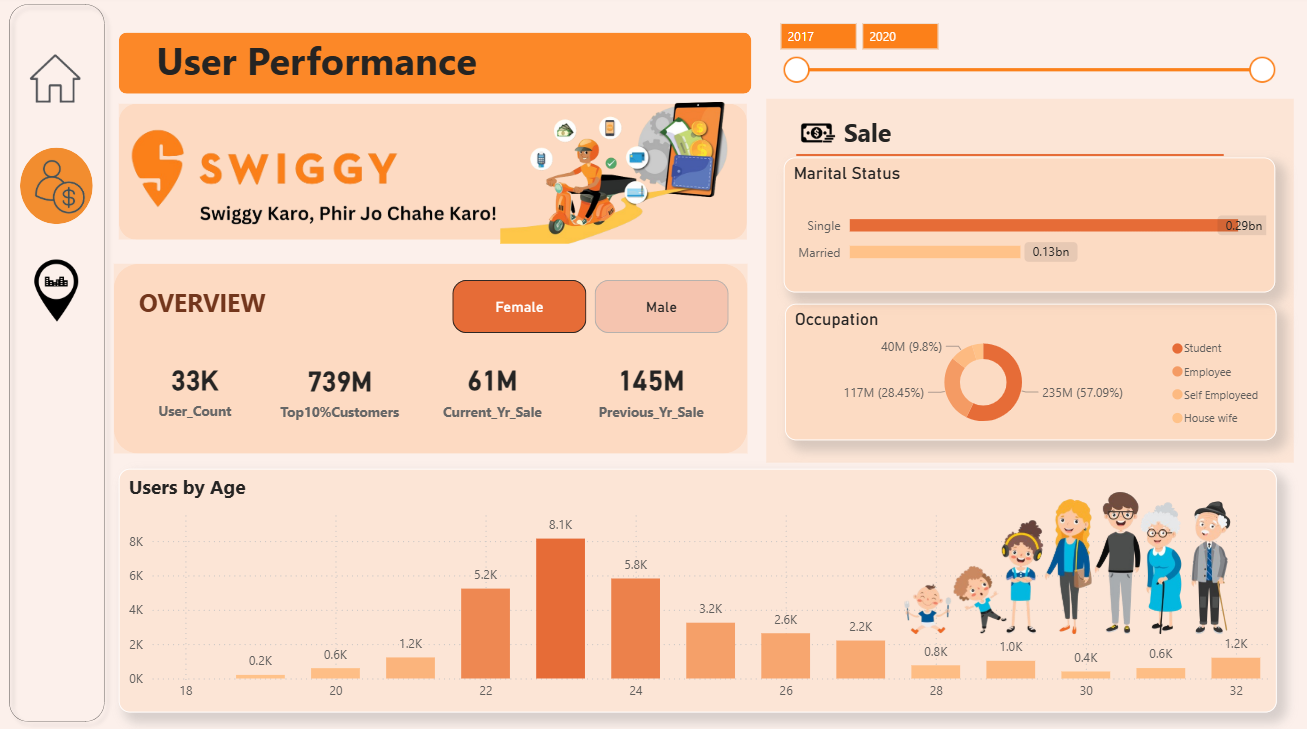 User Performance
2017
2020
SWIGGY
Swiggy Karo, Phir Jo Chahe Karo!
Sale
Marital Status
Single
0.29bn
Married
0.13bn
OVERVIEW
Female
Male
33K
User_Count
739M
Top10%Customers
61M
Current_Yr_Sale
145M
Previous_Yr_Sale
Occupation
40M (9.8%)
117M (28.45%)
235M (57.09%)
Student
Employee
Self Employeed
House wife
Users by Age
8K
6K
4K
2K
0K
0.2K
0.6K
1.2K
5.2K
8.1K
5.8K
3.2K
2.6K
2.2K
0.8K
1.0K
0.4K
0.6K
1.2K
18
20
22
24
26
28
30
32